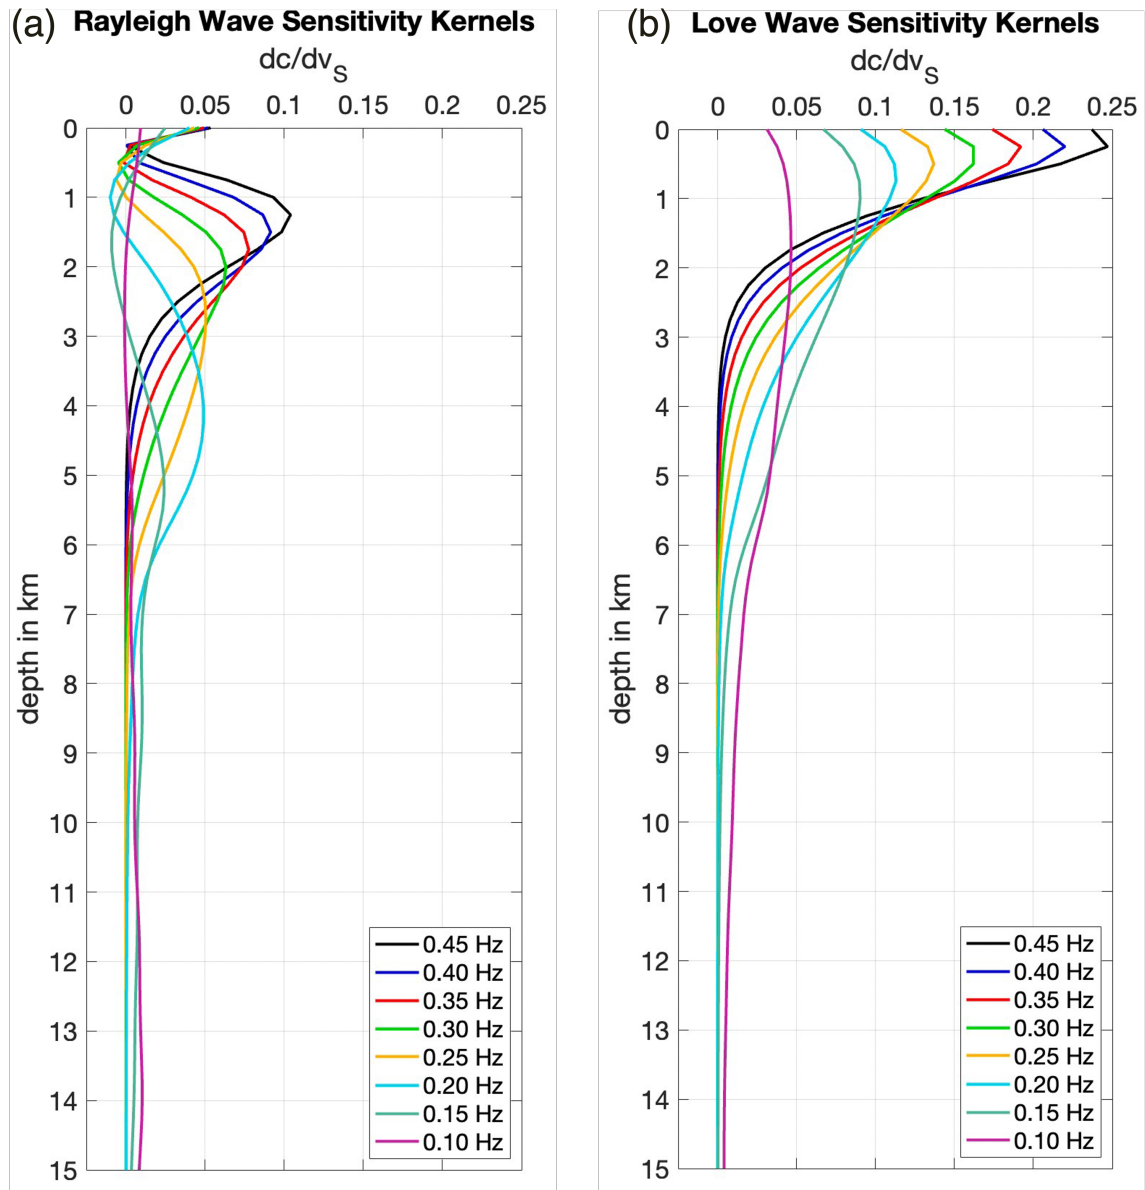 (a) Rayleigh Wave Sensitivity Kernels
dc/dvS
0 0.05 0.1 0.15 0.2 0.25
0
1
2
3
4
5
6
7
8
9
10
11
12
13
14
15
depth in km
0.45 Hz
0.40 Hz
0.35 Hz
0.30 Hz
0.25 Hz
0.20 Hz
0.15 Hz
0.10 Hz
(b) Love Wave Sensitivity Kernels
dc/dvS
0 0.05 0.1 0.15 0.2 0.25
0
1
2
3
4
5
6
7
8
9
10
11
12
13
14
15
depth in km
0.45 Hz
0.40 Hz
0.35 Hz
0.30 Hz
0.25 Hz
0.20 Hz
0.15 Hz
0.10 Hz